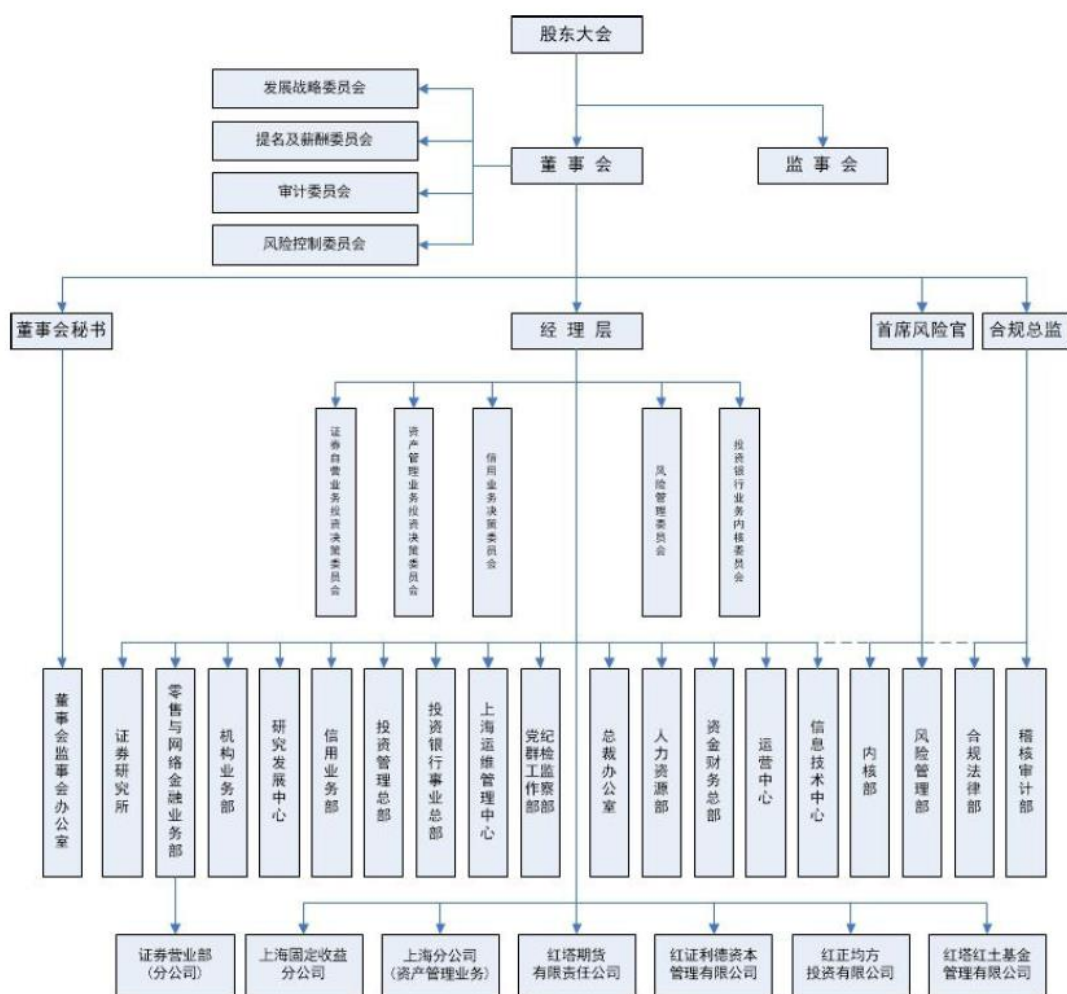 股东大会
发展战略委员会
提名及薪酬委员会
董 事 会
监 事 会
审计委员会
风险控制委员会
董事会秘书
经 理 层
首席风险官
合规总监
证券自营业务投资决策委员会
资产管理业务投资决策委员会
信用业务决策委员会
风险管理委员会
投资银行业务内核委员会
董事会监事会办公室
证券研究所
零售与网络金融业务部
机构业务部
研究发展中心
信用业务部
投资管理总部
投资银行事业总部
上海运维管理中心
纪检监察部
党群工作部
总裁办公室
人力资源部
资金财务总部
运营中心
信息技术中心
内核部
风险管理部
合规法律部
稽核审计部
证券营业部
（分公司）
上海固定收益
分公司
上海分公司
（资产管理业务）
红塔期货
有限责任公司
红证利德资本
管理有限公司
红正均方
投资有限公司
红塔红土基金
管理有限公司